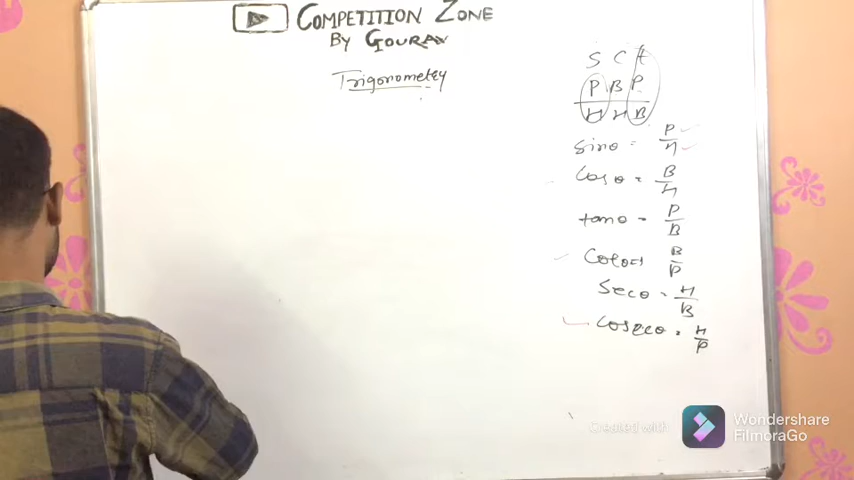 COMPETITION ZONE
By GOURAV
Trigonometry
S C t
P B P
H H B
sinθ = P/H
Cosθ = B/H
tanθ = P/B
Cotθ = B/P
Secθ = H/B
Cosecθ = H/P
Created with
Wondershare
FilmoraGo